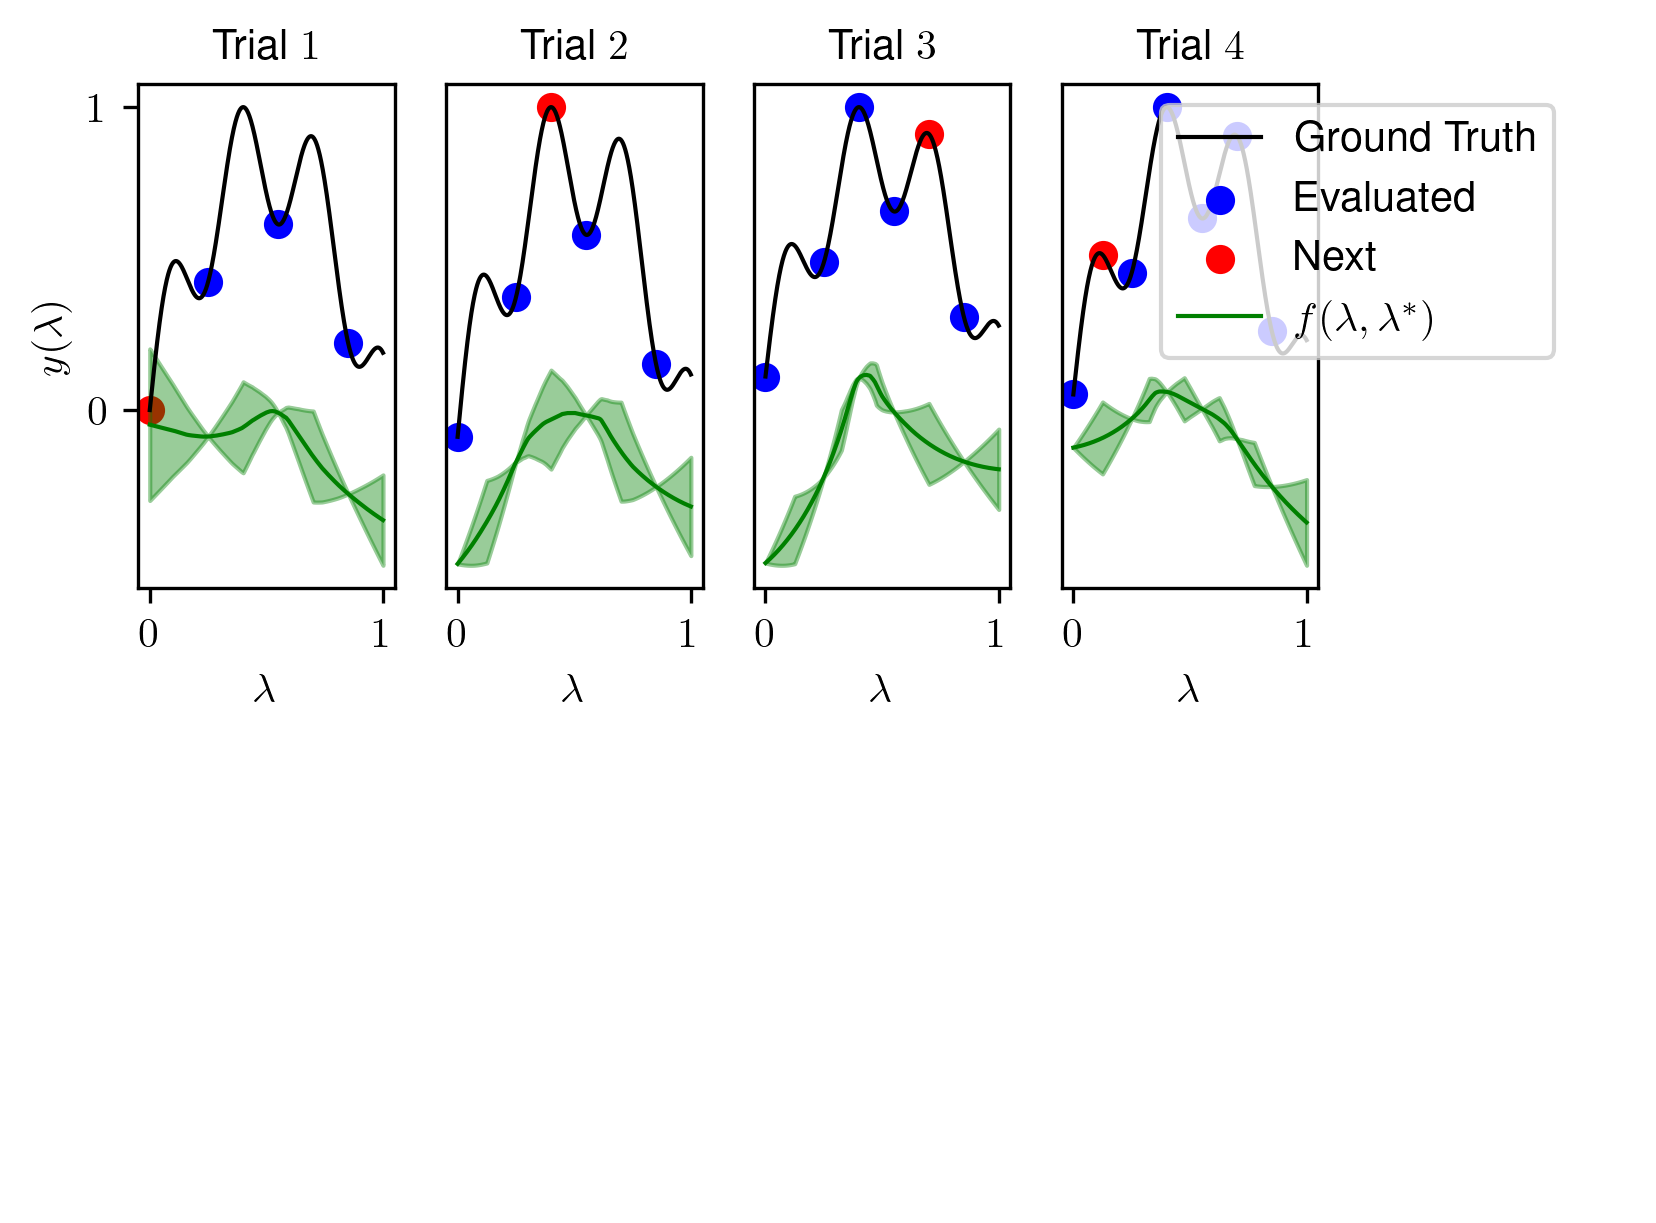 Trial 1 Trial 2 Trial 3 Trial 4
1
0
y(λ)
Ground Truth
Evaluated
Next
f(λ, λ*)
0 1 0 1 0 1 0 1
λ λ λ λ